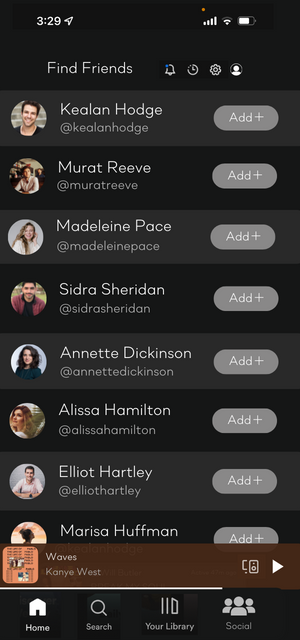 3:29
Find Friends
Kealan Hodge
@kealanhodge
Add+
Murat Reeve
@muratreeve
Add+
Madeleine Pace
@madeleinepace
Add+
Sidra Sheridan
@sidrasheridan
Add+
Annette Dickinson
@annettedickinson
Add+
Alissa Hamilton
@alissahamilton
Add+
Elliot Hartley
@elliothartley
Add+
Marisa Huffman
Add+
Waves
Kanye West
Home
Search
Your Library
Social